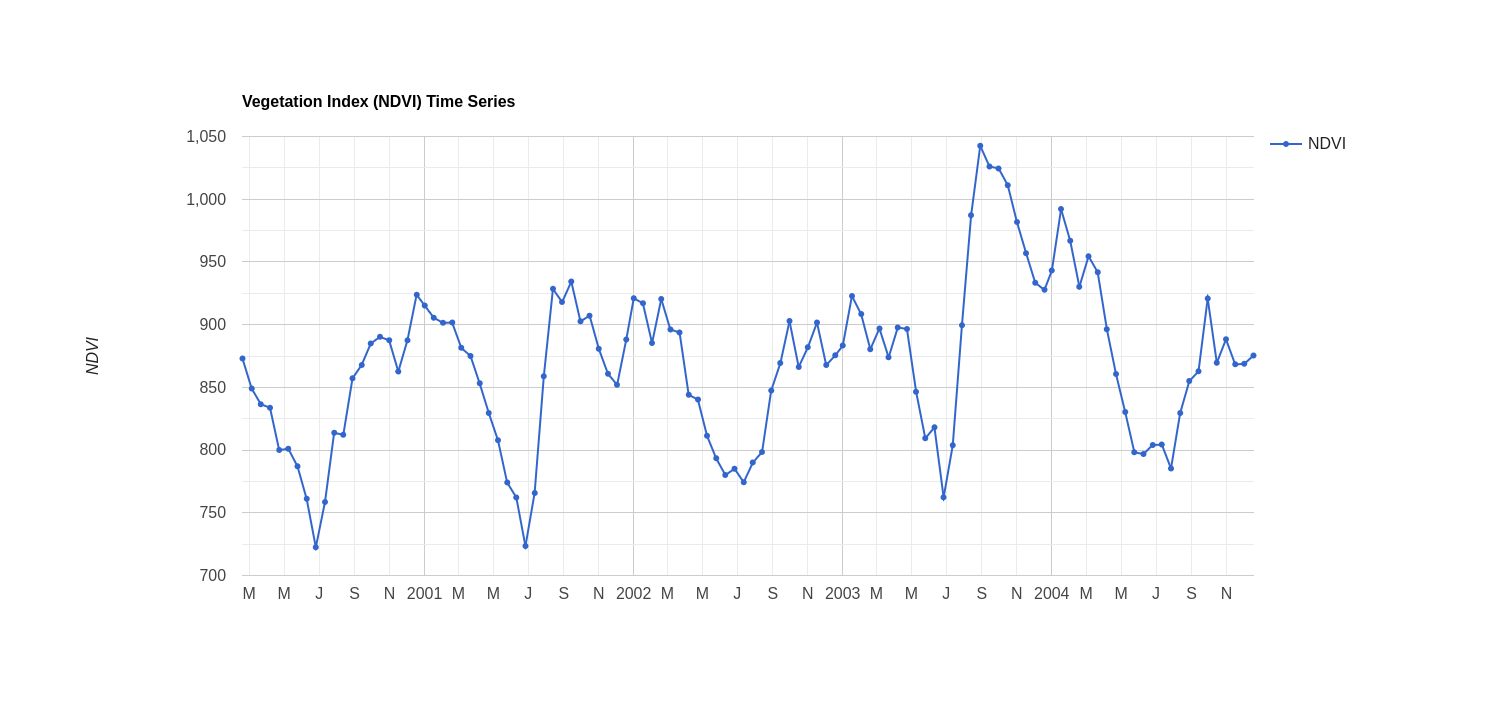 Vegetation Index (NDVI) Time Series
NDVI
1,050
1,000
950
900
850
800
750
700
NDVI
M M J S N 2001 M M J S N 2002 M M J S N 2003 M M J S N 2004 M M J S N